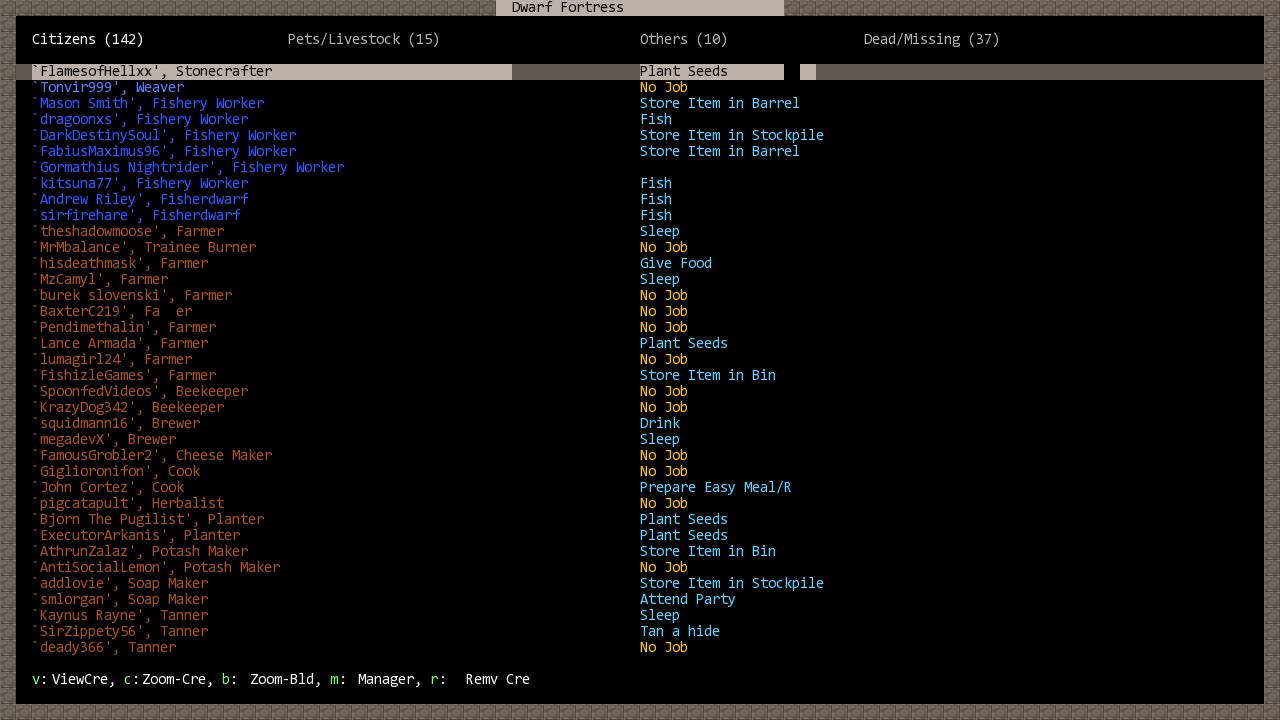 Dwarf Fortress
Citizens (142) Pets/Livestock (15) Others (10) Dead/Missing (37)
`FlamesofHellxx', Stonecrafter Plant Seeds
`Tonvir999', Weaver No Job
`Mason Smith', Fishery Worker Store Item in Barrel
`dragoonxs', Fishery Worker Fish
`DarkDestinySoul', Fishery Worker Store Item in Stockpile
`FabiusMaximus96', Fishery Worker Store Item in Barrel
`Gormathius Nightrider', Fishery Worker
`kitsuna77', Fishery Worker Fish
`Andrew Riley', Fisherdwarf Fish
`sirfirehare', Fisherdwarf Fish
`theshadowmoose', Farmer Sleep
`MrMbalance', Trainee Burner No Job
`hisdeathmask', Farmer Give Food
`MzCamyl', Farmer Sleep
`burek slovenski', Farmer No Job
`BaxterC219', Fa  er No Job
`Pendimethalin', Farmer No Job
`Lance Armada', Farmer Plant Seeds
`lumagirl24', Farmer No Job
`FishizleGames', Farmer Store Item in Bin
`SpoonfedVideos', Beekeeper No Job
`KrazyDog342', Beekeeper No Job
`squidmann16', Brewer Drink
`megadevX', Brewer Sleep
`FamousGrobler2', Cheese Maker No Job
`Giglioronifon', Cook No Job
`John Cortez', Cook Prepare Easy Meal/R
`pigcatapult', Herbalist No Job
`Bjorn The Pugilist', Planter Plant Seeds
`ExecutorArkanis', Planter Plant Seeds
`AthrunZalaz', Potash Maker Store Item in Bin
`AntiSocialLemon', Potash Maker No Job
`addlovie', Soap Maker Store Item in Stockpile
`smlorgan', Soap Maker Attend Party
`Kaynus Rayne', Tanner Sleep
`SirZippety56', Tanner Tan a hide
`deady366', Tanner No Job
v: ViewCre, c: Zoom-Cre, b: Zoom-Bld, m: Manager, r: Remv Cre